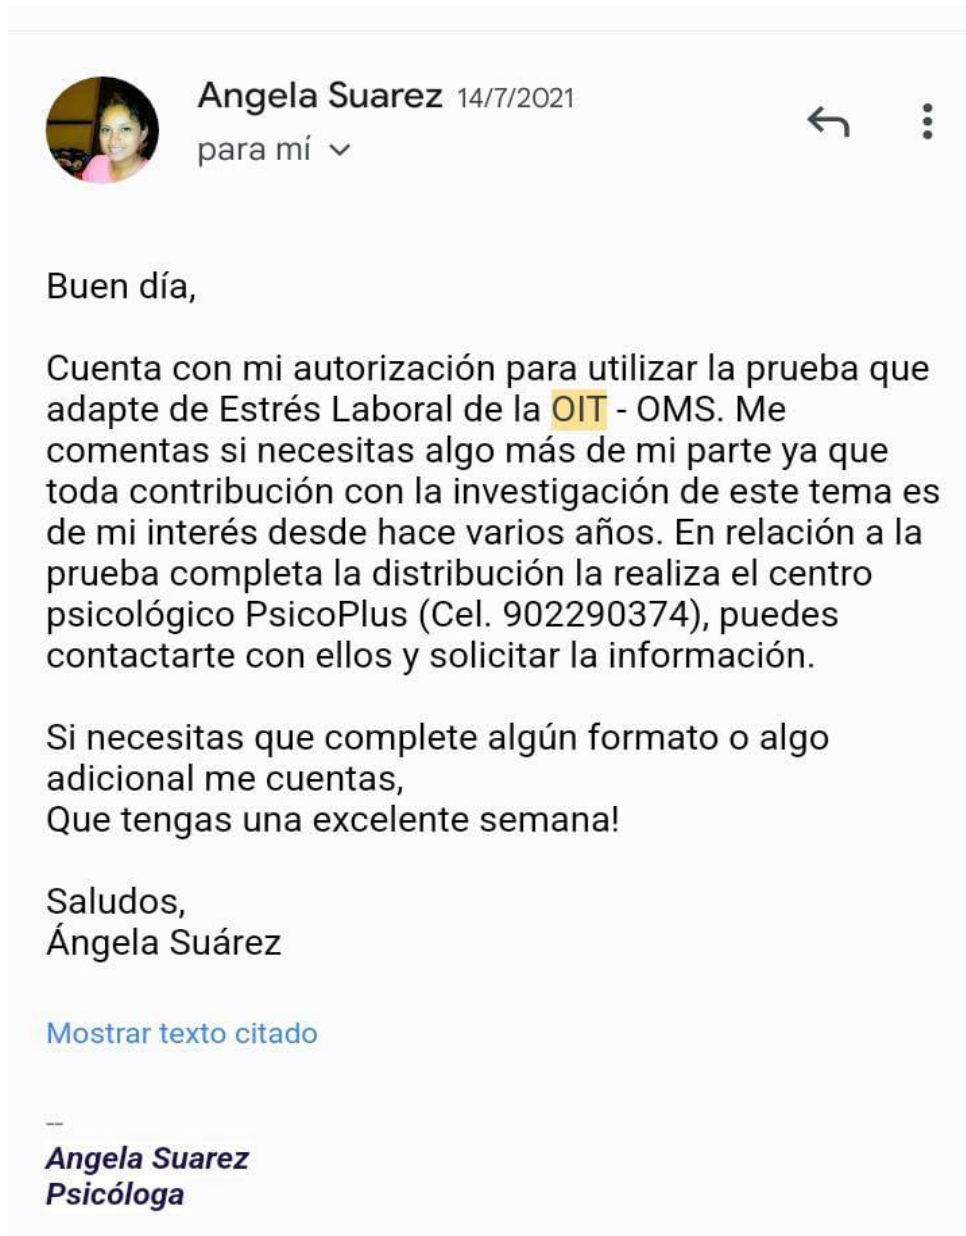 Angela Suarez 14/7/2021
para mí
Buen día,
Cuenta con mi autorización para utilizar la prueba que
adapte de Estrés Laboral de la OIT - OMS. Me
comentas si necesitas algo más de mi parte ya que
toda contribución con la investigación de este tema es
de mi interés desde hace varios años. En relación a la
prueba completa la distribución la realiza el centro
psicológico PsicoPlus (Cel. 902290374), puedes
contactarte con ellos y solicitar la información.
Si necesitas que complete algún formato o algo
adicional me cuentas,
Que tengas una excelente semana!
Saludos,
Ángela Suárez
Mostrar texto citado
--
Angela Suarez
Psicóloga